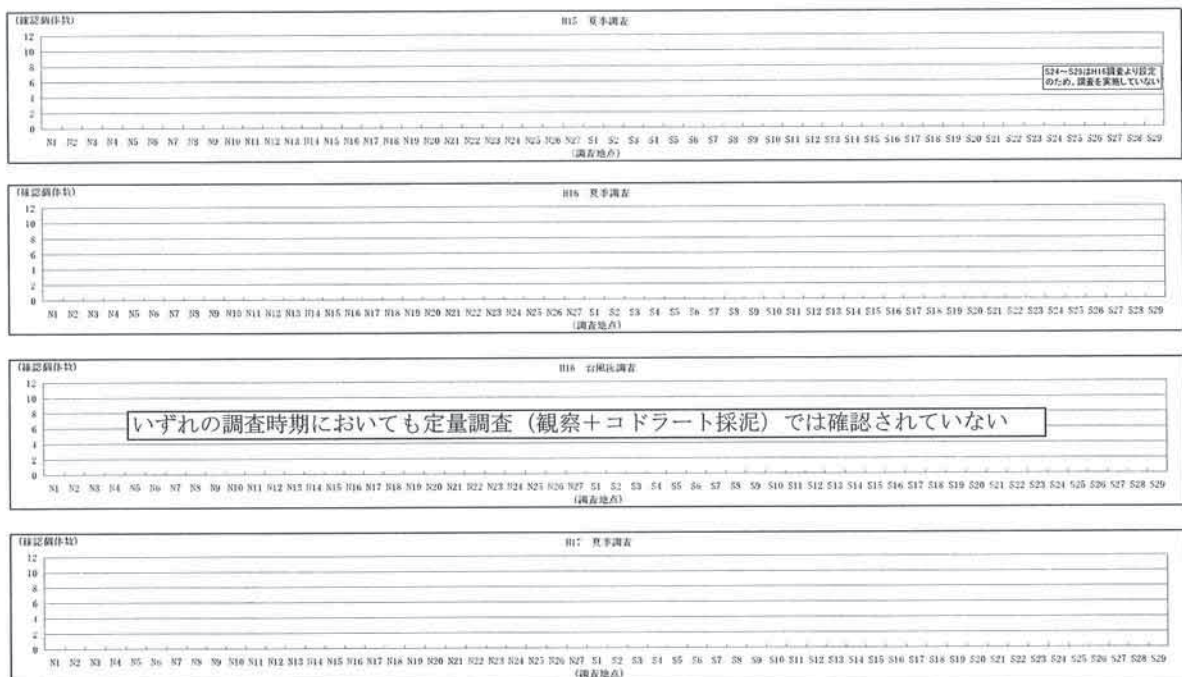 (確認個体数)
H15 夏季調査
12
10
8
6
4
2
0
S24～S29はH16調査より設定
のため、調査を実施していない
N1 N2 N3 N4 N5 N6 N7 N8 N9 N10 N11 N12 N13 N14 N15 N16 N17 N18 N19 N20 N21 N22 N23 N24 N25 N26 N27 S1 S2 S3 S4 S5 S6 S7 S8 S9 S10 S11 S12 S13 S14 S15 S16 S17 S18 S19 S20 S21 S22 S23 S24 S25 S26 S27 S28 S29
(調査地点)
(確認個体数)
H16 夏季調査
12
10
8
6
4
2
0
N1 N2 N3 N4 N5 N6 N7 N8 N9 N10 N11 N12 N13 N14 N15 N16 N17 N18 N19 N20 N21 N22 N23 N24 N25 N26 N27 S1 S2 S3 S4 S5 S6 S7 S8 S9 S10 S11 S12 S13 S14 S15 S16 S17 S18 S19 S20 S21 S22 S23 S24 S25 S26 S27 S28 S29
(調査地点)
(確認個体数)
H16 台風後調査
12
10
8
6
4
2
0
いずれの調査時期においても定量調査（観察＋コドラート採泥）では確認されていない
N1 N2 N3 N4 N5 N6 N7 N8 N9 N10 N11 N12 N13 N14 N15 N16 N17 N18 N19 N20 N21 N22 N23 N24 N25 N26 N27 S1 S2 S3 S4 S5 S6 S7 S8 S9 S10 S11 S12 S13 S14 S15 S16 S17 S18 S19 S20 S21 S22 S23 S24 S25 S26 S27 S28 S29
(調査地点)
(確認個体数)
H17 夏季調査
12
10
8
6
4
2
0
N1 N2 N3 N4 N5 N6 N7 N8 N9 N10 N11 N12 N13 N14 N15 N16 N17 N18 N19 N20 N21 N22 N23 N24 N25 N26 N27 S1 S2 S3 S4 S5 S6 S7 S8 S9 S10 S11 S12 S13 S14 S15 S16 S17 S18 S19 S20 S21 S22 S23 S24 S25 S26 S27 S28 S29
(調査地点)